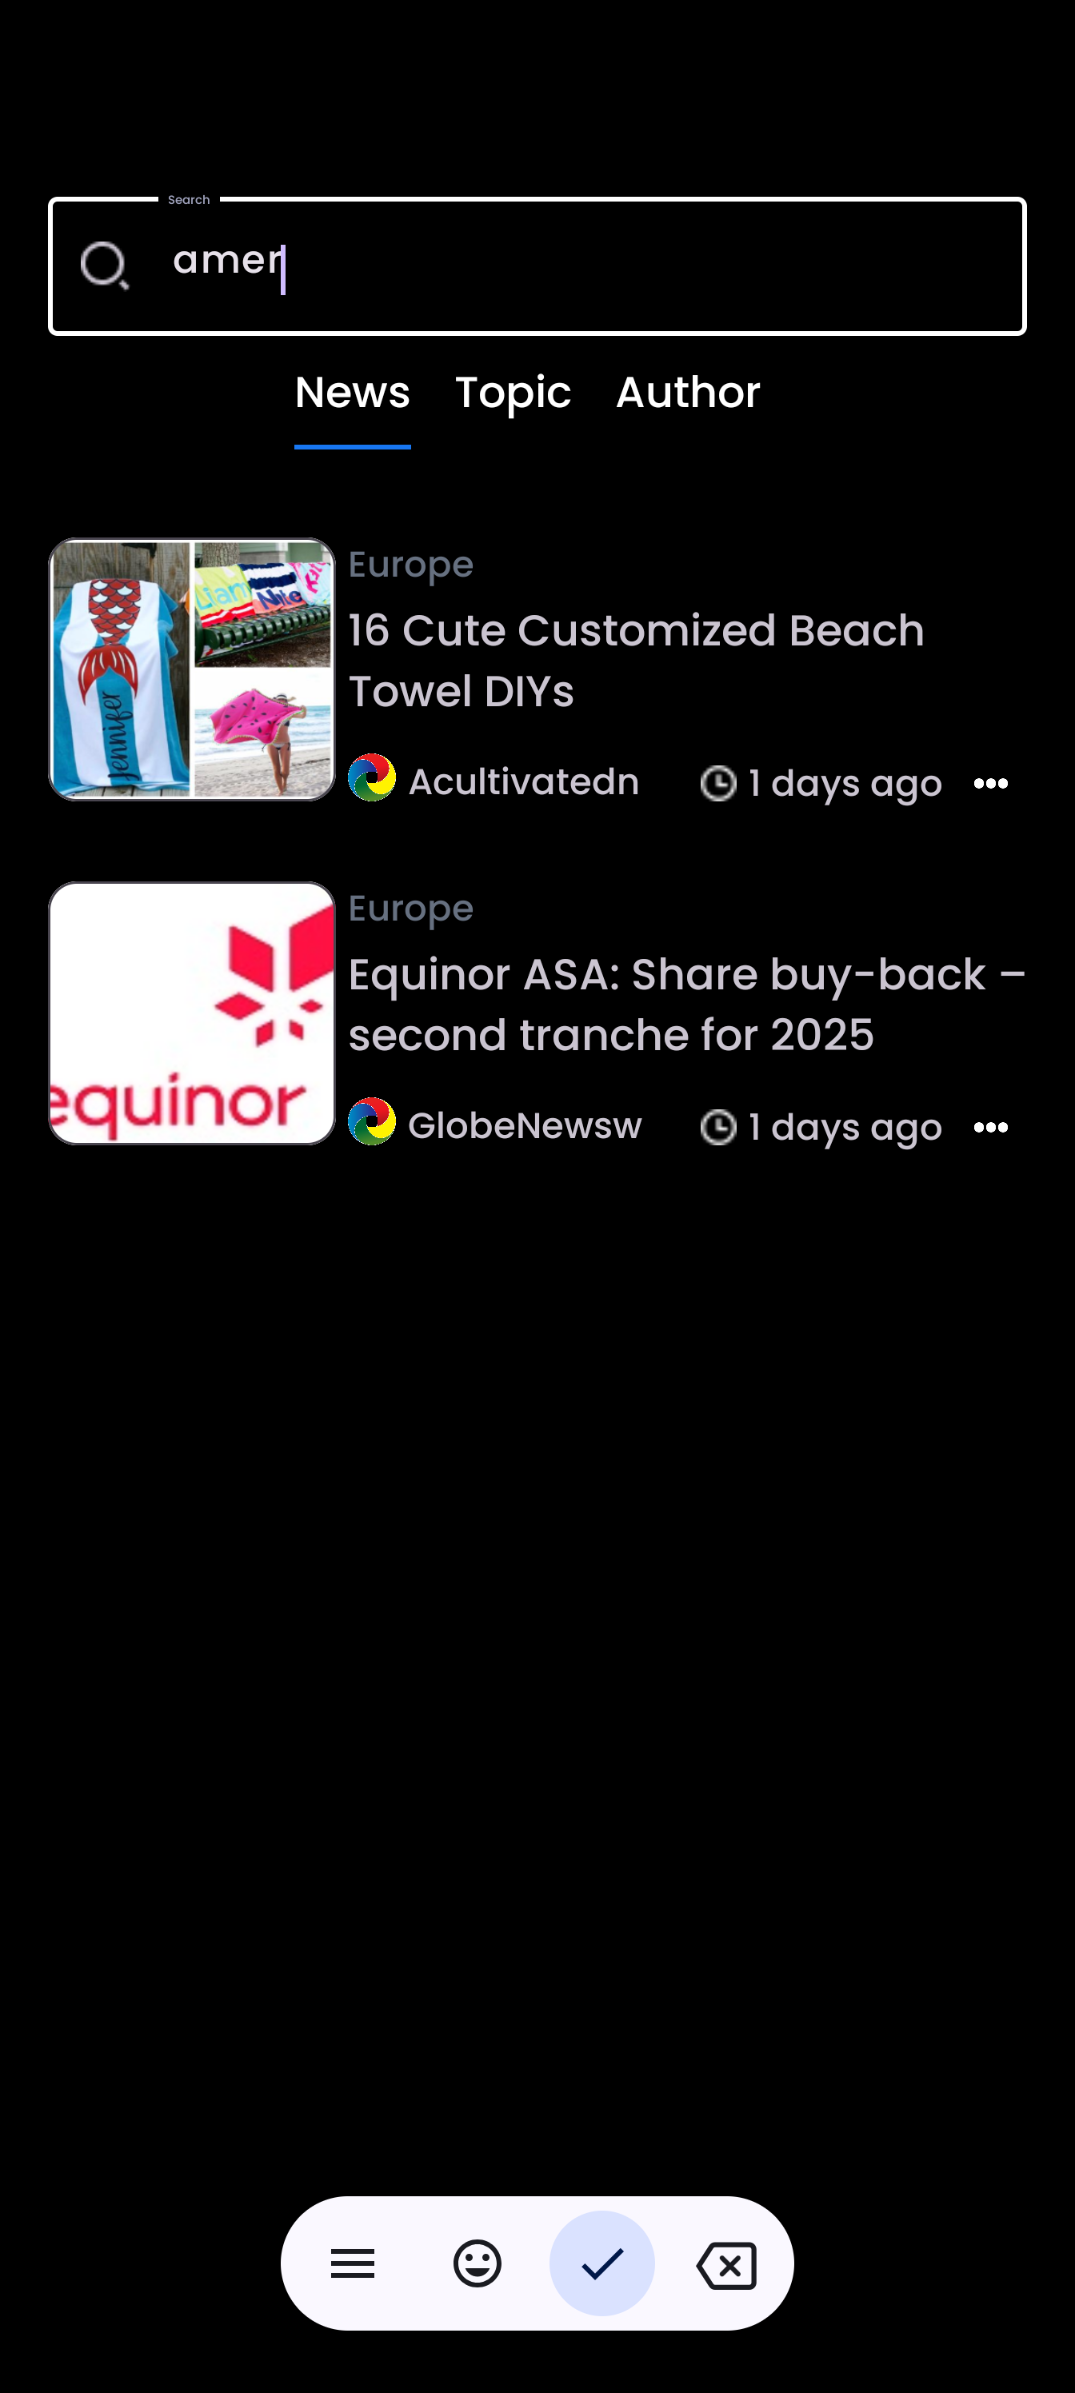 Search
amer
News Topic Author
Europe
16 Cute Customized Beach
Towel DIYs
Acultivatedn 1 days ago
Liam
Jennifer
Europe
Equinor ASA: Share buy-back –
second tranche for 2025
GlobeNewsw 1 days ago
equinor